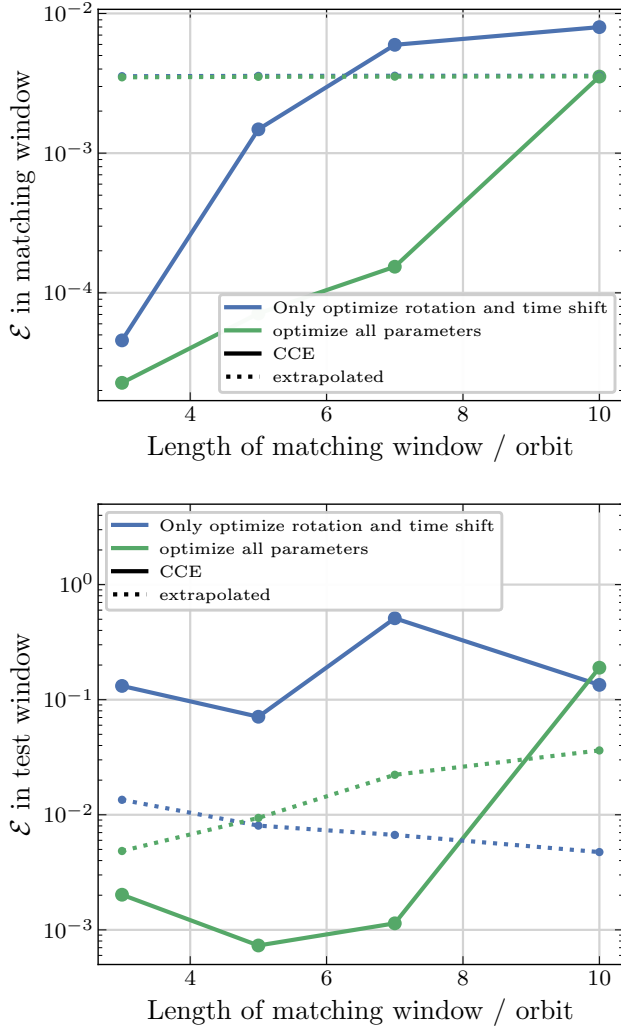 10⁻²
10⁻³
10⁻⁴
ℰ in matching window
Only optimize rotation and time shift
optimize all parameters
CCE
extrapolated
4 6 8 10
Length of matching window / orbit
10⁰
10⁻¹
10⁻²
10⁻³
ℰ in test window
Only optimize rotation and time shift
optimize all parameters
CCE
extrapolated
4 6 8 10
Length of matching window / orbit